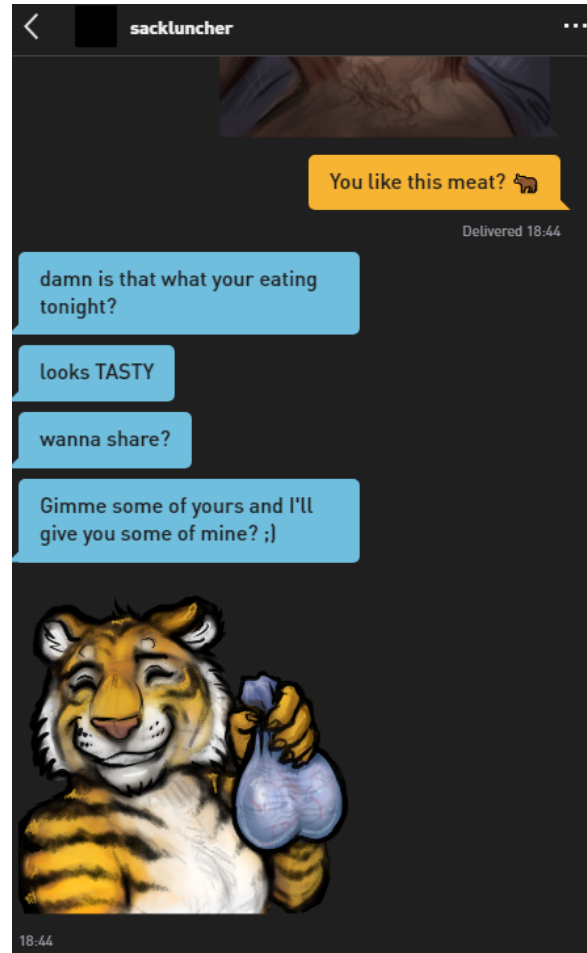 sackluncher
You like this meat? 🐂
Delivered 18:44
damn is that what your eating
tonight?
looks TASTY
wanna share?
Gimme some of yours and I'll
give you some of mine? ;)
18:44